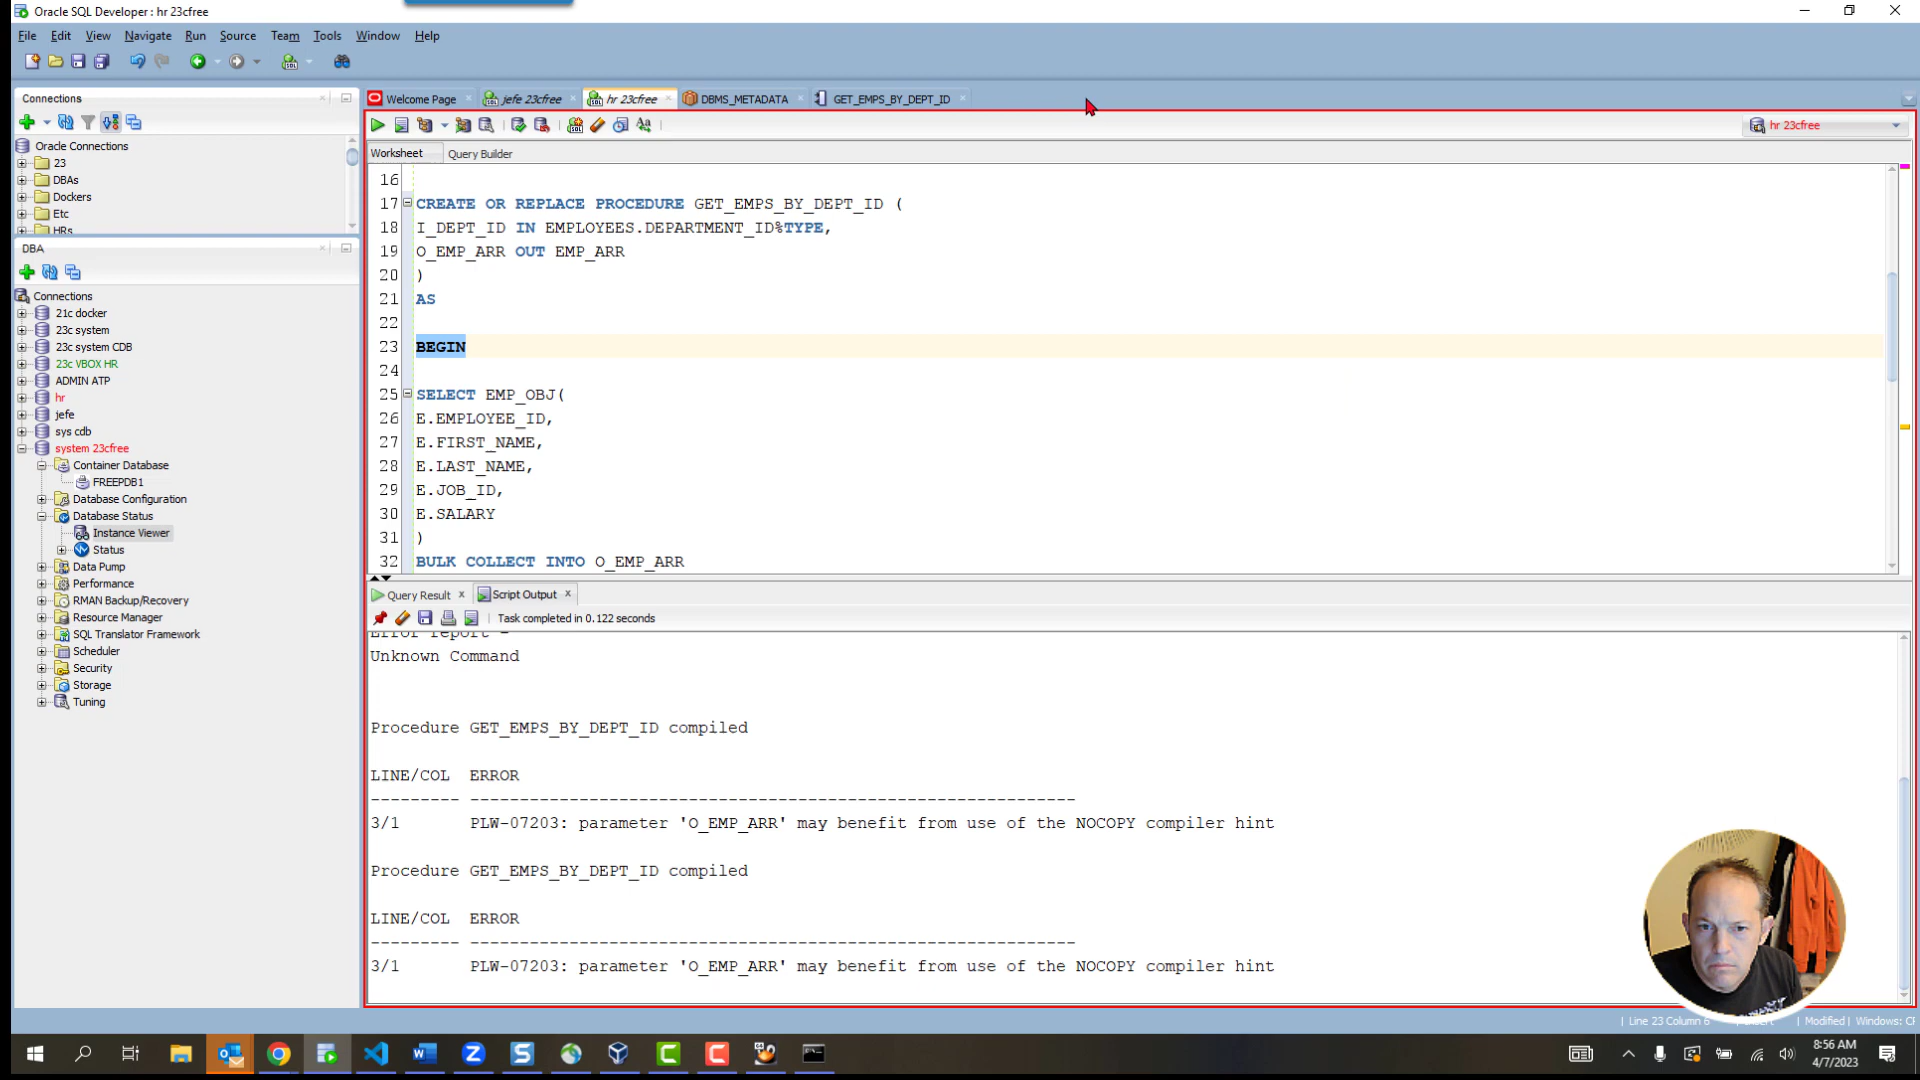 Oracle SQL Developer : hr 23cfree
File Edit View Navigate Run Source Team Tools Window Help
Connections
Oracle Connections
23
DBAs
Dockers
Etc
HRs
DBA
Connections
21c docker
23c system
23c system CDB
23c VBOX HR
ADMIN ATP
hr
jefe
sys cdb
system 23cfree
Container Database
FREEPDB1
Database Configuration
Database Status
Instance Viewer
Status
Data Pump
Performance
RMAN Backup/Recovery
Resource Manager
SQL Translator Framework
Scheduler
Security
Storage
Tuning
Welcome Page jefe 23cfree hr 23cfree DBMS_METADATA GET_EMPS_BY_DEPT_ID
hr 23cfree
Worksheet Query Builder
16
17 CREATE OR REPLACE PROCEDURE GET_EMPS_BY_DEPT_ID (
18 I_DEPT_ID IN EMPLOYEES.DEPARTMENT_ID%TYPE,
19 O_EMP_ARR OUT EMP_ARR
20 )
21 AS
22
23 BEGIN
24
25 SELECT EMP_OBJ(
26 E.EMPLOYEE_ID,
27 E.FIRST_NAME,
28 E.LAST_NAME,
29 E.JOB_ID,
30 E.SALARY
31 )
32 BULK COLLECT INTO O_EMP_ARR
Query Result Script Output
Task completed in 0.122 seconds
Error report -
Unknown Command
Procedure GET_EMPS_BY_DEPT_ID compiled
LINE/COL ERROR
--------- -------------------------------------------------------------
3/1 PLW-07203: parameter 'O_EMP_ARR' may benefit from use of the NOCOPY compiler hint
Procedure GET_EMPS_BY_DEPT_ID compiled
LINE/COL ERROR
--------- -------------------------------------------------------------
3/1 PLW-07203: parameter 'O_EMP_ARR' may benefit from use of the NOCOPY compiler hint
Line 23 Column 6 Modified Windows:
8:56 AM
4/7/2023